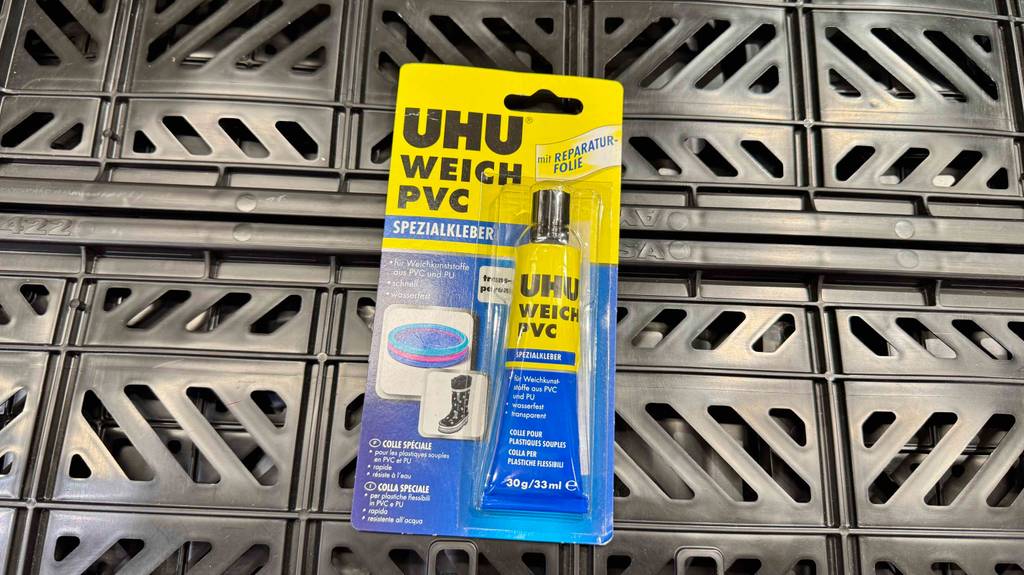 UHU®
WEICH
PVC
SPEZIALKLEBER
mit REPARATUR-
FOLIE
• für Weichkunststoffe
aus PVC und PU
• schnell
• wasserfest
trans-
parent
UHU
WEICH
PVC
SPEZIALKLEBER
• für Weichkunst-
stoffe aus PVC
und PU
• wasserfest
• transparent
COLLE POUR
PLASTIQUES SOUPLES
COLLA PER
PLASTICHE FLESSIBILI
30g/33ml ℮
F COLLE SPÉCIALE
• pour les plastiques souples
en PVC et PU
• rapide
• résiste à l'eau
I COLLA SPECIALE
• per plastiche flessibili
in PVC e PU
• rapida
• resistente all'acqua
422